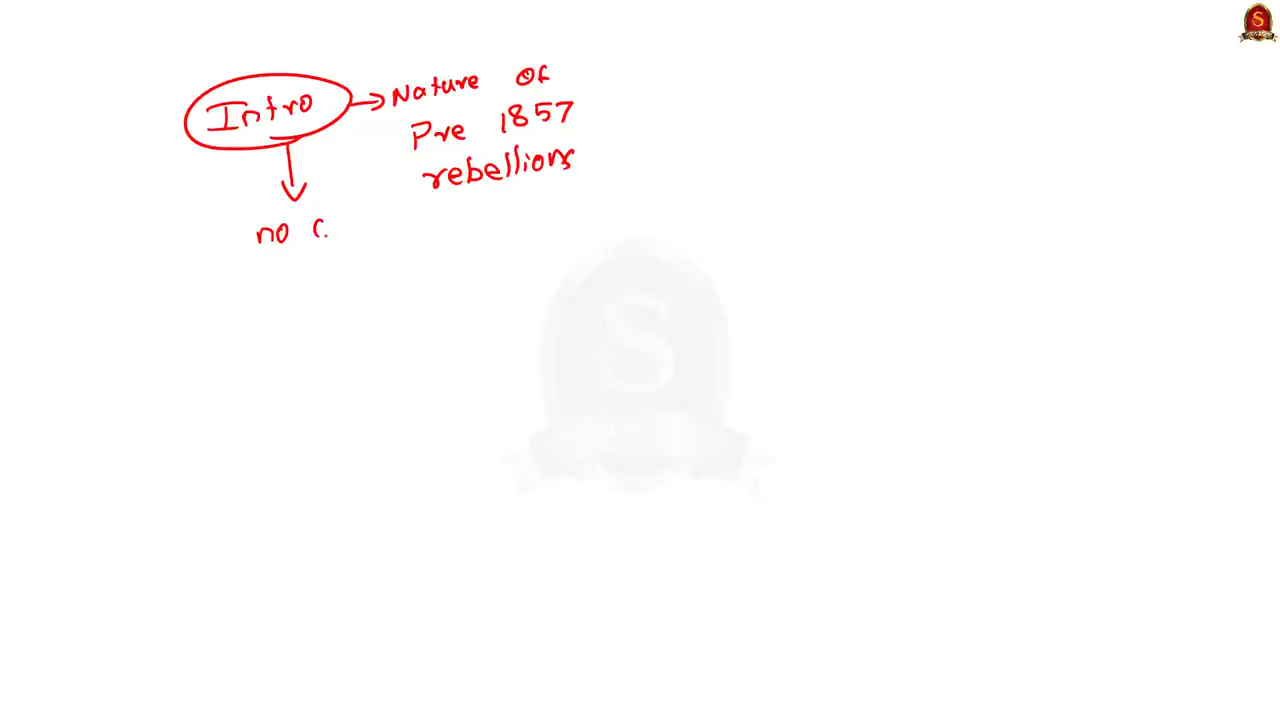 Intro
Nature Of
Pre 1857
rebellions
no
S
S